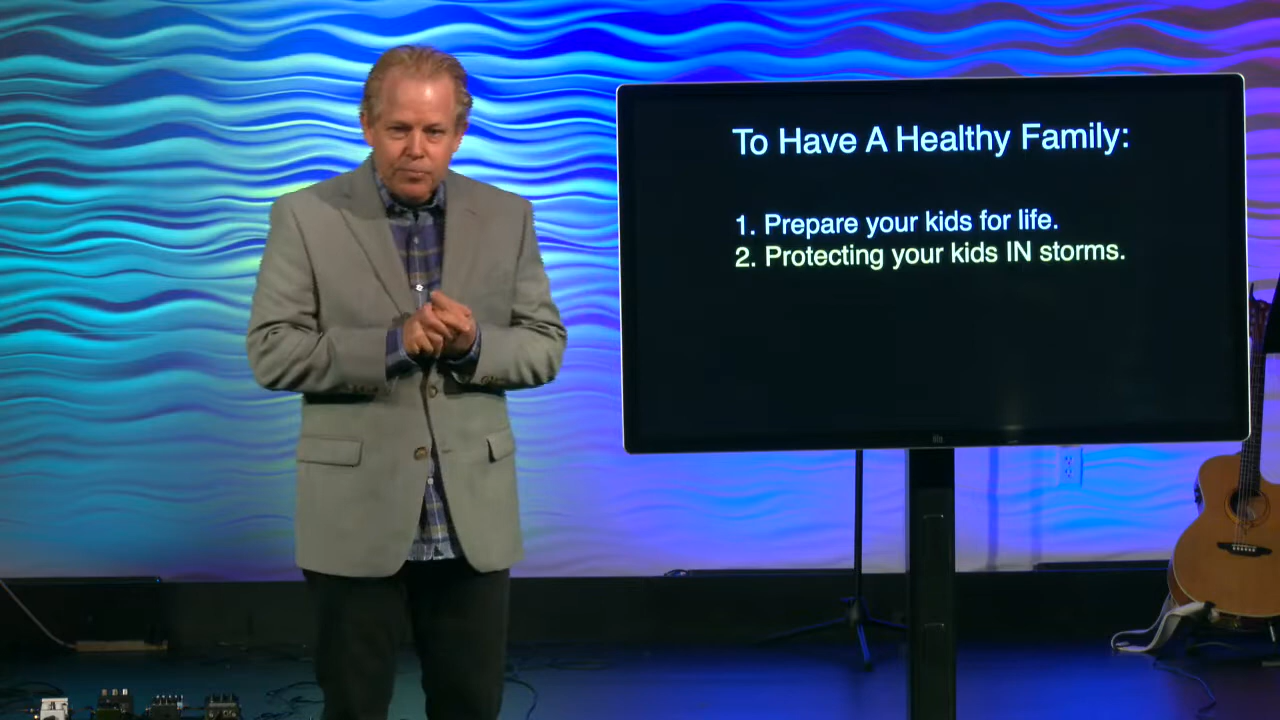 To Have A Healthy Family:
1. Prepare your kids for life.
2. Protecting your kids IN storms.